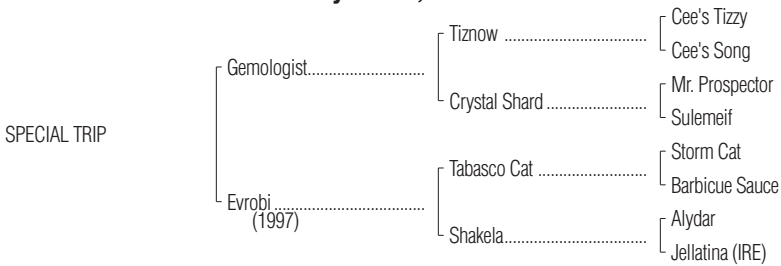 SPECIAL TRIP
Gemologist
Tiznow
Cee's Tizzy
Cee's Song
Crystal Shard
Mr. Prospector
Sulemeif
Evrobi
(1997)
Tabasco Cat
Storm Cat
Barbicue Sauce
Shakela
Alydar
Jellatina (IRE)